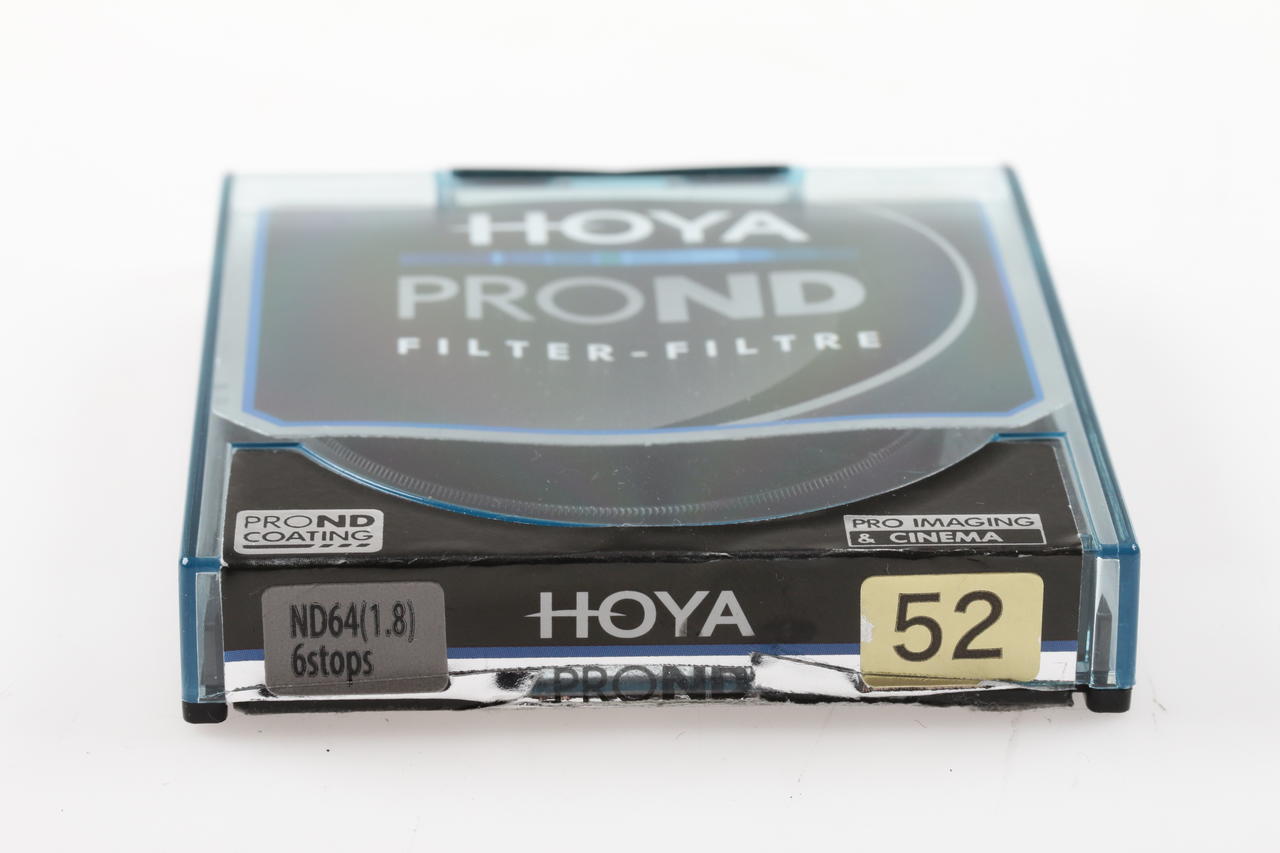 HOYA
PROND
FILTER-FILTRE
PROND
COATING
PRO IMAGING
& CINEMA
ND64(1.8)
6stops
HOYA
52
PROND